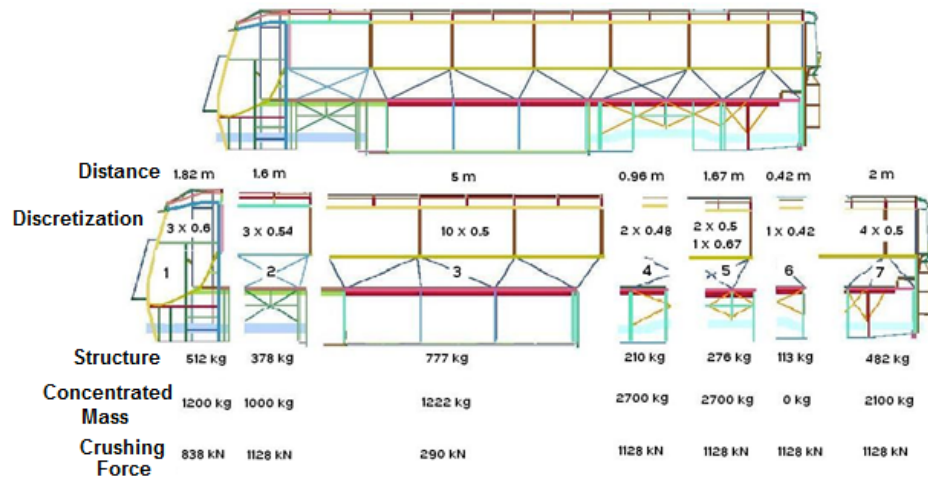 Distance 1.82 m 1.6 m 5 m 0.96 m 1.67 m 0.42 m 2 m
Discretization 3 X 0.6 3 X 0.54 10 X 0.5 2 X 0.48 2 X 0.5 1 X 0.67 1 X 0.42 4 X 0.5
1 2 3 4 5 6 7
Structure 512 kg 378 kg 777 kg 210 kg 276 kg 113 kg 482 kg
Concentrated Mass 1200 kg 1000 kg 1222 kg 2700 kg 2700 kg 0 kg 2100 kg
Crushing Force 838 kN 1128 kN 290 kN 1128 kN 1128 kN 1128 kN 1128 kN